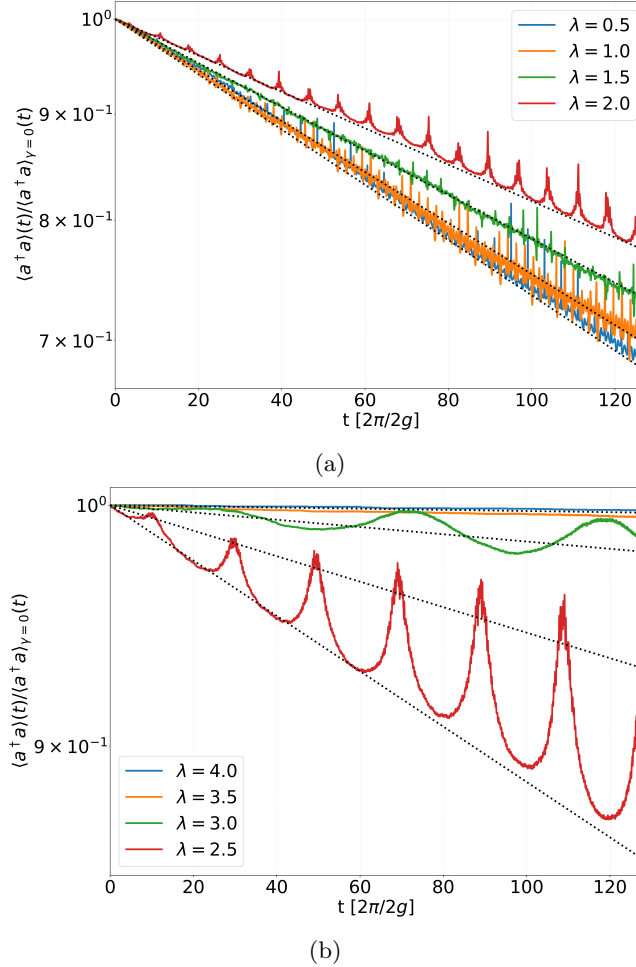 10⁰
9 × 10⁻¹
8 × 10⁻¹
7 × 10⁻¹
⟨a†a⟩(t)/⟨a†a⟩γ=0(t)
λ = 0.5
λ = 1.0
λ = 1.5
λ = 2.0
0 20 40 60 80 100 120
t [2π/2g]
(a)
10⁰
9 × 10⁻¹
⟨a†a⟩(t)/⟨a†a⟩γ=0(t)
λ = 4.0
λ = 3.5
λ = 3.0
λ = 2.5
0 20 40 60 80 100 120
t [2π/2g]
(b)